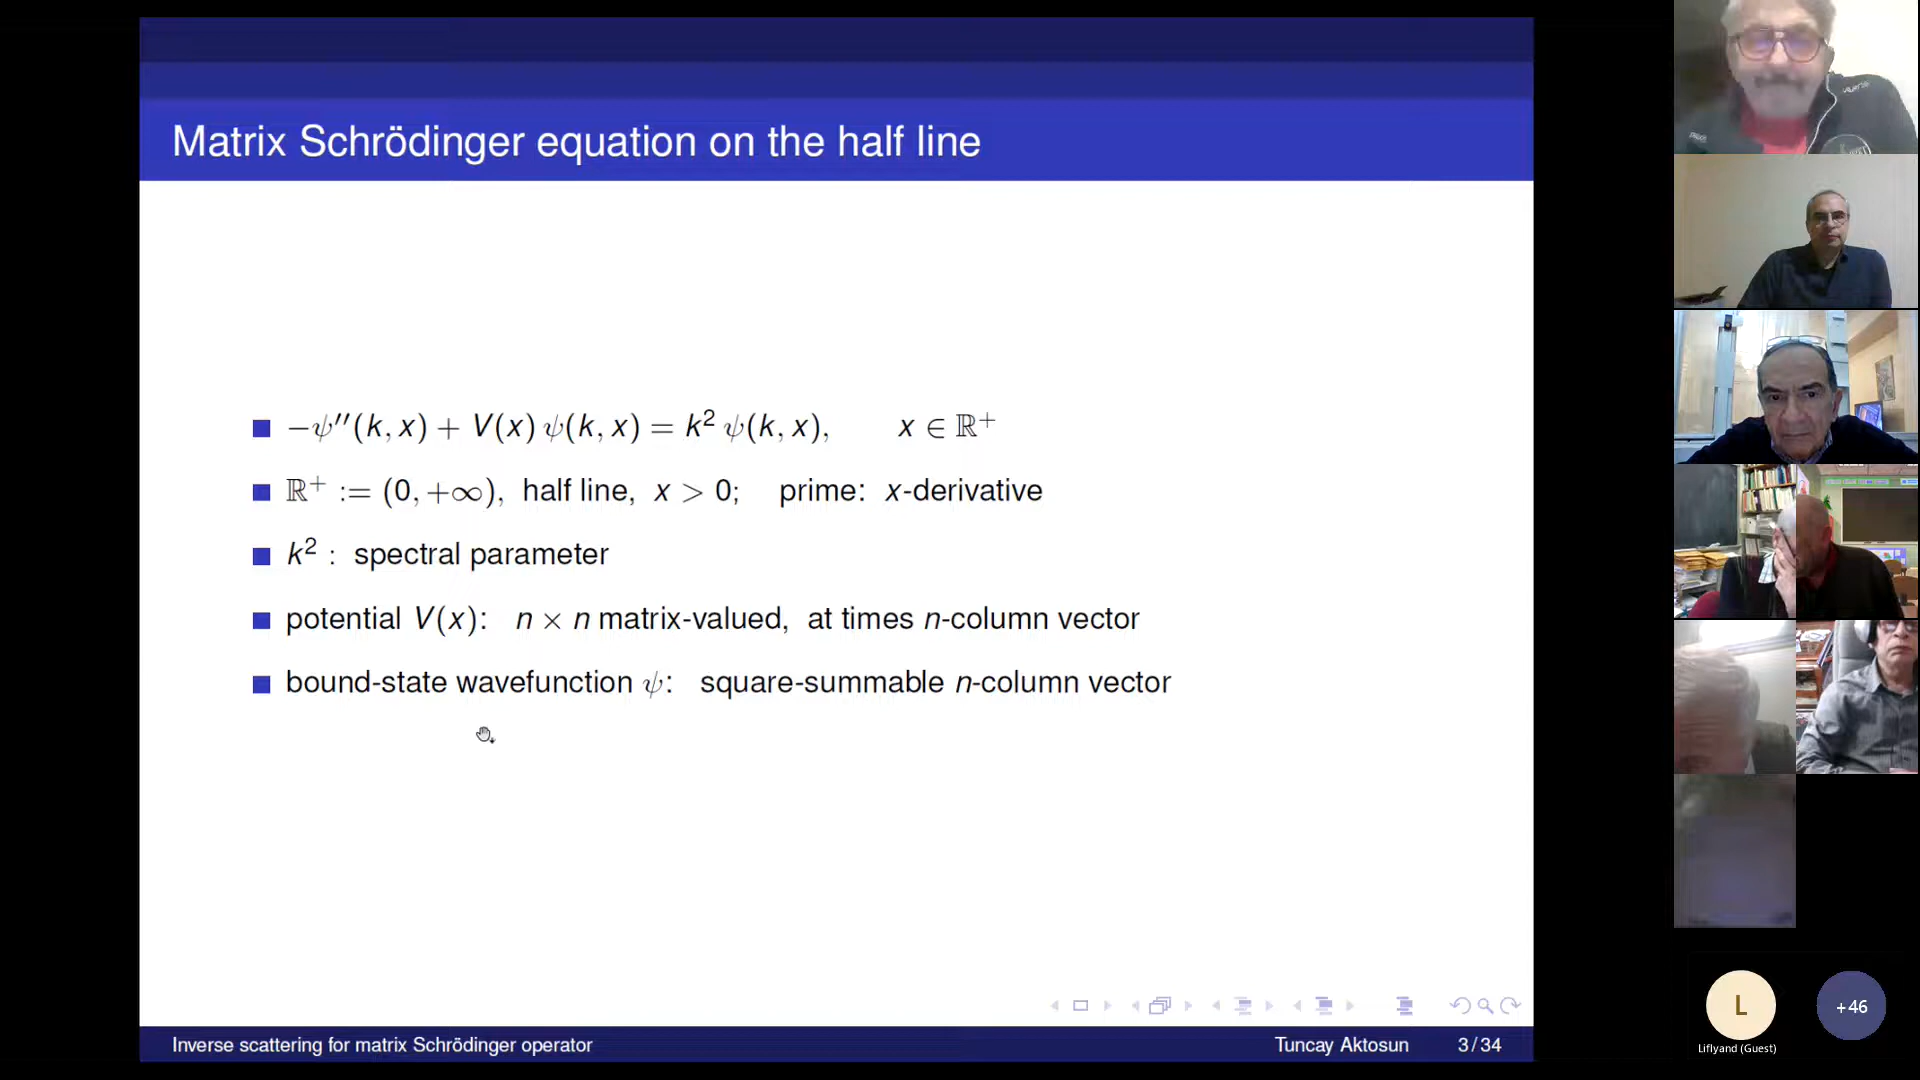 Matrix Schrödinger equation on the half line
−ψ′′(k, x) + V(x) ψ(k, x) = k² ψ(k, x), x ∈ ℝ⁺
ℝ⁺ := (0, +∞), half line, x > 0; prime: x-derivative
k² : spectral parameter
potential V(x): n × n matrix-valued, at times n-column vector
bound-state wavefunction ψ: square-summable n-column vector
Inverse scattering for matrix Schrödinger operator Tuncay Aktosun 3 / 34
L
+46
Liflyand (Guest)